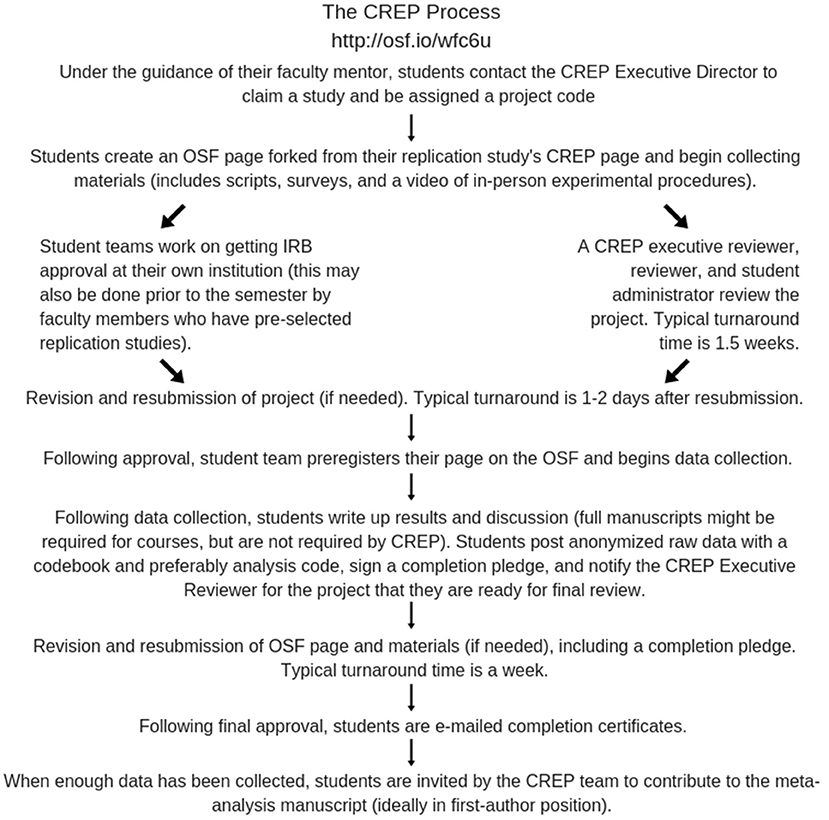 The CREP Process
http://osf.io/wfc6u
Under the guidance of their faculty mentor, students contact the CREP Executive Director to
claim a study and be assigned a project code
Students create an OSF page forked from their replication study's CREP page and begin collecting
materials (includes scripts, surveys, and a video of in-person experimental procedures).
Student teams work on getting IRB
approval at their own institution (this may
also be done prior to the semester by
faculty members who have pre-selected
replication studies).
A CREP executive reviewer,
reviewer, and student
administrator review the
project. Typical turnaround
time is 1.5 weeks.
Revision and resubmission of project (if needed). Typical turnaround is 1-2 days after resubmission.
Following approval, student team preregisters their page on the OSF and begins data collection.
Following data collection, students write up results and discussion (full manuscripts might be
required for courses, but are not required by CREP). Students post anonymized raw data with a
codebook and preferably analysis code, sign a completion pledge, and notify the CREP Executive
Reviewer for the project that they are ready for final review.
Revision and resubmission of OSF page and materials (if needed), including a completion pledge.
Typical turnaround time is a week.
Following final approval, students are e-mailed completion certificates.
When enough data has been collected, students are invited by the CREP team to contribute to the meta-
analysis manuscript (ideally in first-author position).